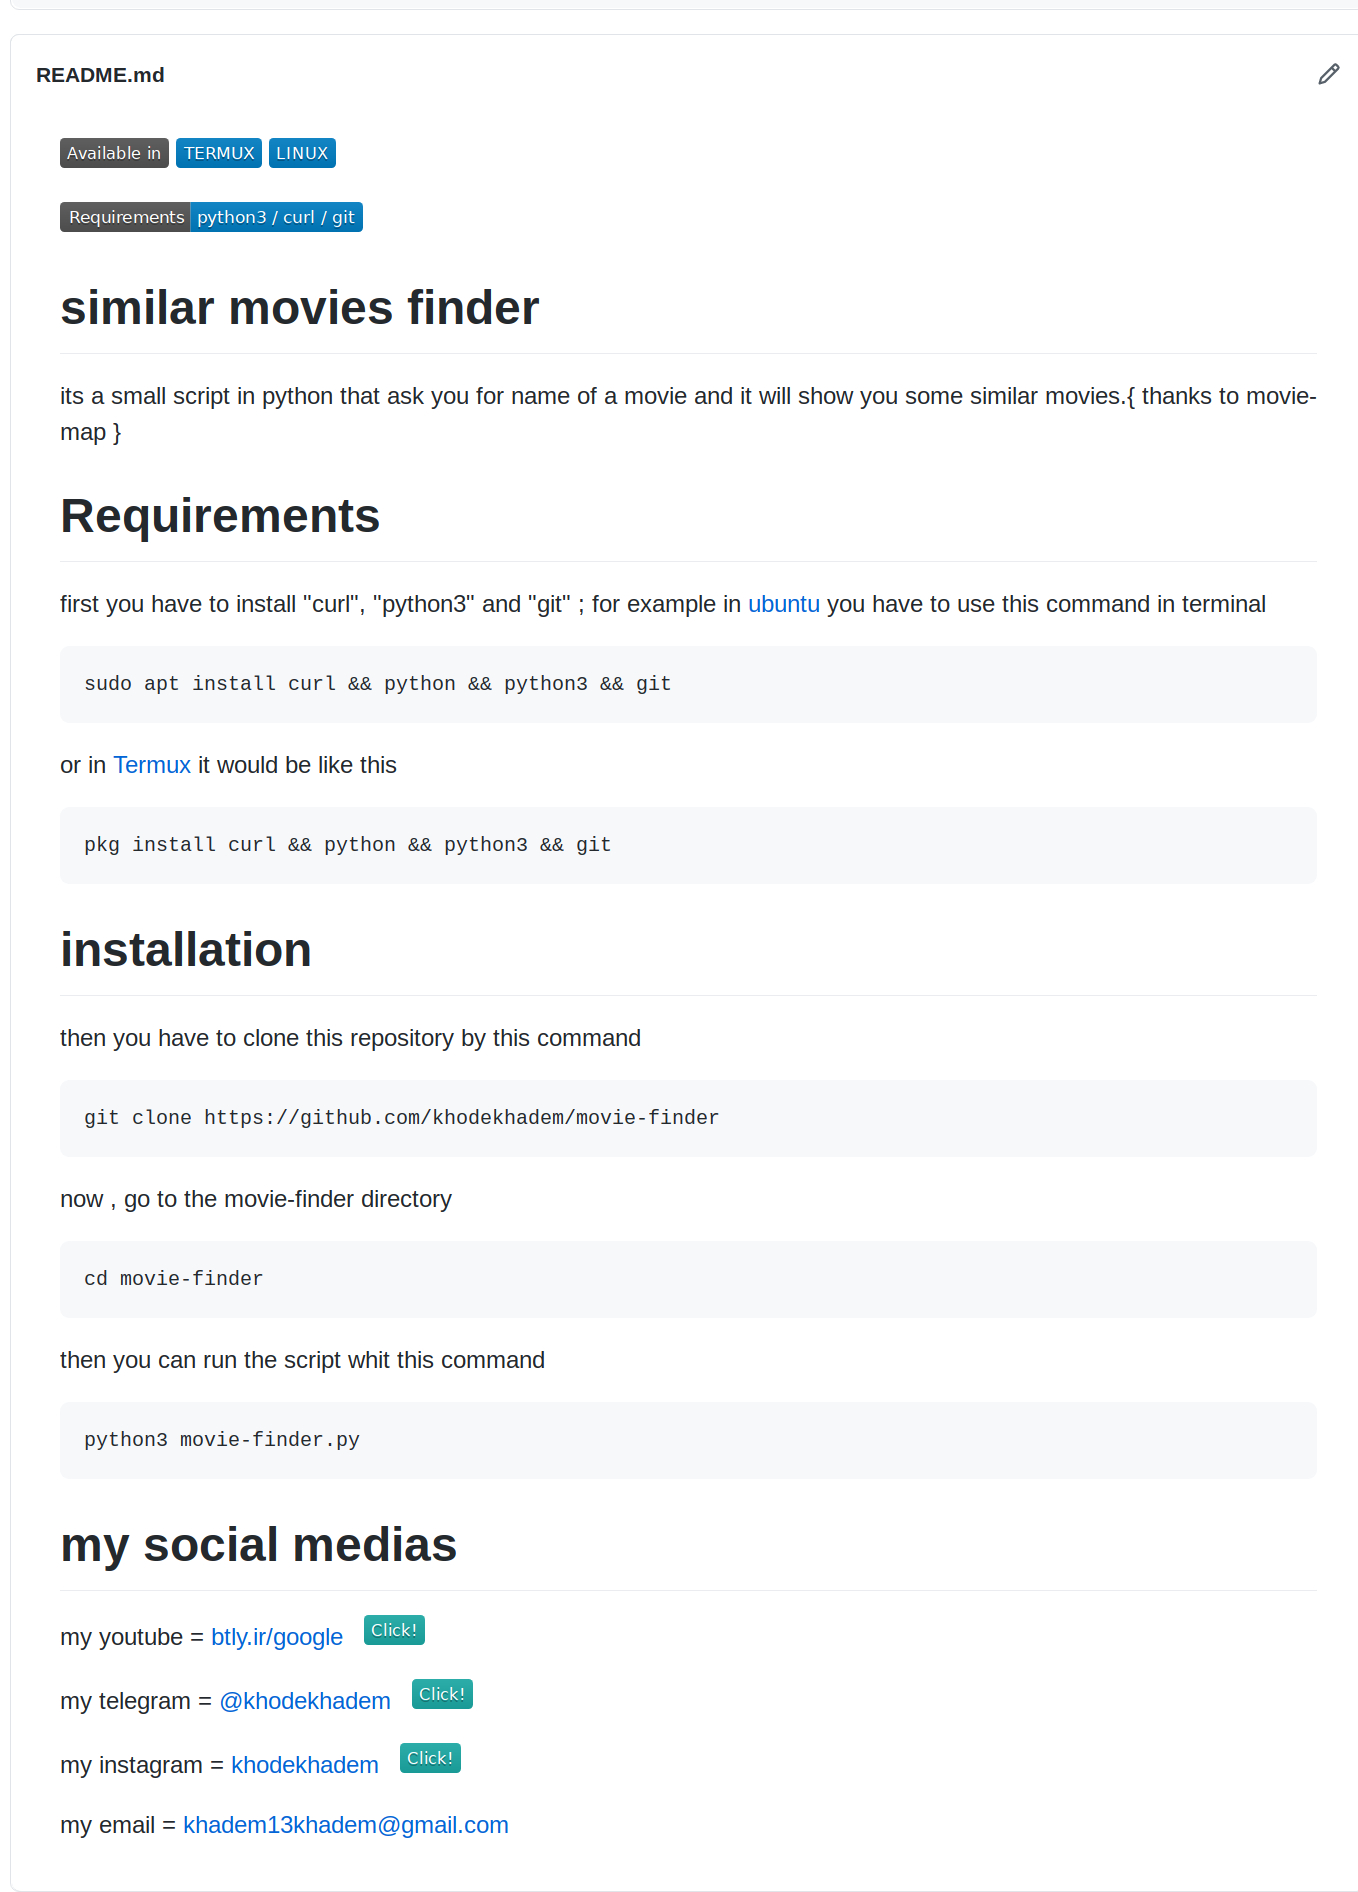 README.md
Available in TERMUX LINUX
Requirements python3 / curl / git
similar movies finder
its a small script in python that ask you for name of a movie and it will show you some similar movies.{ thanks to movie-
map }
Requirements
first you have to install "curl", "python3" and "git" ; for example in ubuntu you have to use this command in terminal
sudo apt install curl && python && python3 && git
or in Termux it would be like this
pkg install curl && python && python3 && git
installation
then you have to clone this repository by this command
git clone https://github.com/khodekhadem/movie-finder
now , go to the movie-finder directory
cd movie-finder
then you can run the script whit this command
python3 movie-finder.py
my social medias
my youtube = btly.ir/google Click!
my telegram = @khodekhadem Click!
my instagram = khodekhadem Click!
my email = khadem13khadem@gmail.com